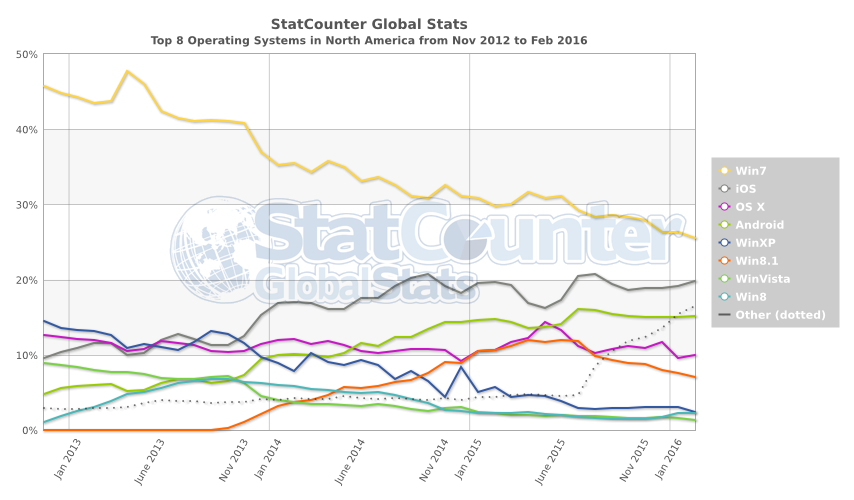 StatCounter Global Stats
Top 8 Operating Systems in North America from Nov 2012 to Feb 2016
50%
40%
30%
20%
10%
0%
StatCounter
GlobalStats
Win7
iOS
OS X
Android
WinXP
Win8.1
WinVista
Win8
Other (dotted)
Jan 2013
June 2013
Nov 2013
Jan 2014
June 2014
Nov 2014
Jan 2015
June 2015
Nov 2015
Jan 2016